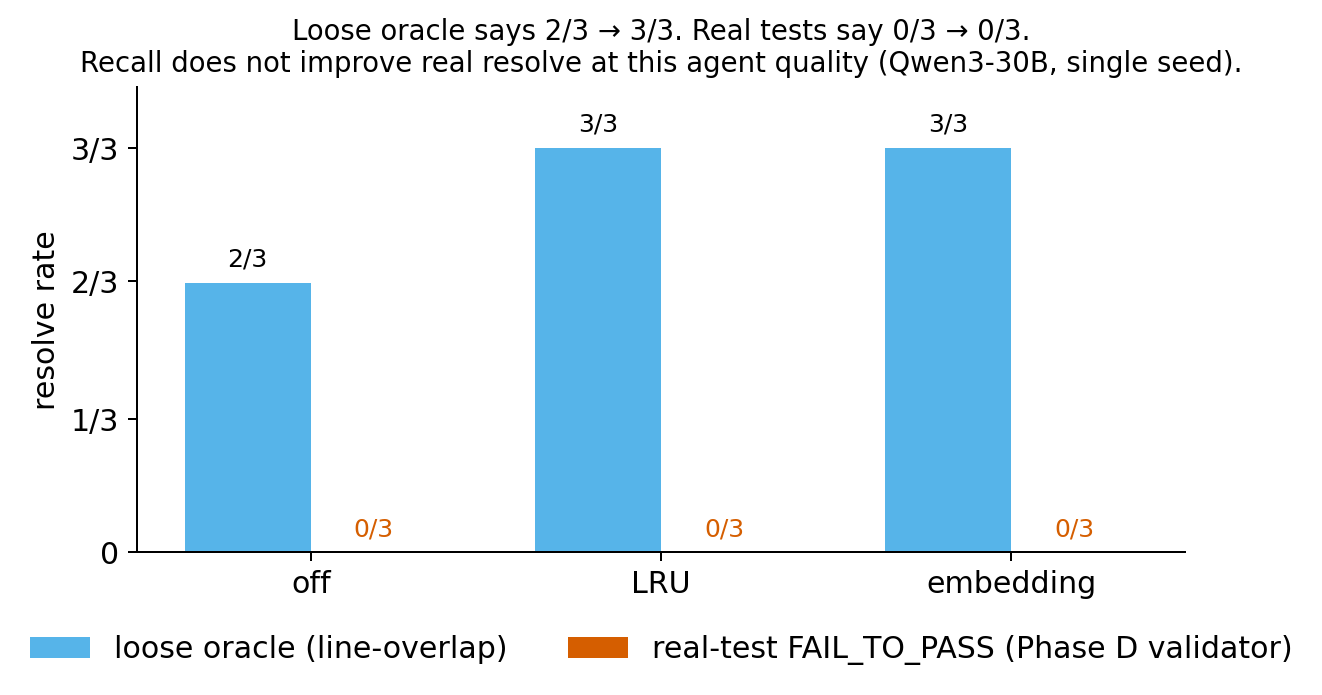 Loose oracle says 2/3 → 3/3. Real tests say 0/3 → 0/3.
Recall does not improve real resolve at this agent quality (Qwen3-30B, single seed).
resolve rate
3/3
2/3
1/3
0
2/3
0/3
3/3
0/3
3/3
0/3
off
LRU
embedding
loose oracle (line-overlap)
real-test FAIL_TO_PASS (Phase D validator)